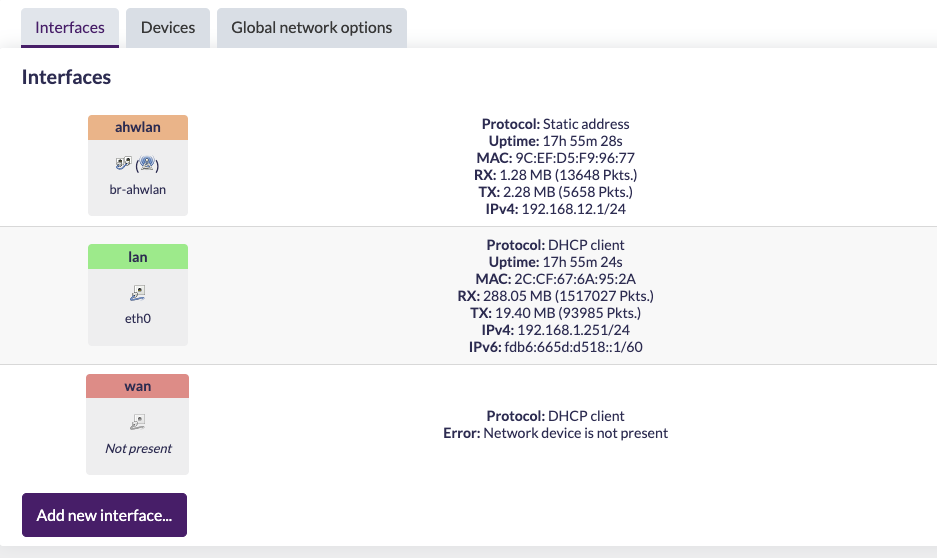 Interfaces
Devices
Global network options
Interfaces
ahwlan
( )
br-ahwlan
Protocol: Static address
Uptime: 17h 55m 28s
MAC: 9C:EF:D5:F9:96:77
RX: 1.28 MB (13648 Pkts.)
TX: 2.28 MB (5658 Pkts.)
IPv4: 192.168.12.1/24
lan
eth0
Protocol: DHCP client
Uptime: 17h 55m 24s
MAC: 2C:CF:67:6A:95:2A
RX: 288.05 MB (1517027 Pkts.)
TX: 19.40 MB (93985 Pkts.)
IPv4: 192.168.1.251/24
IPv6: fdb6:665d:d518::1/60
wan
Not present
Protocol: DHCP client
Error: Network device is not present
Add new interface...